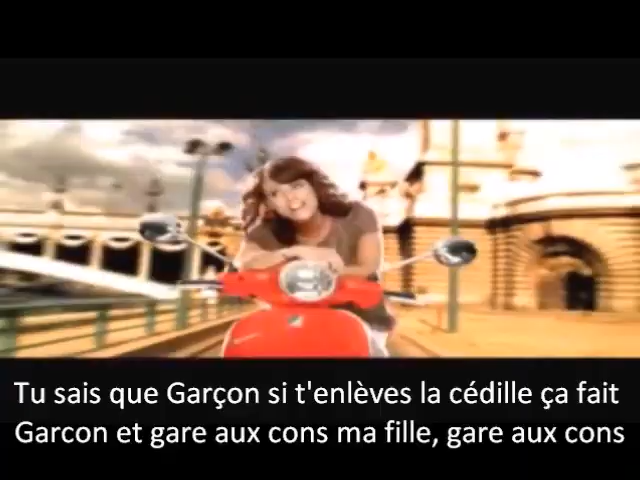 Tu sais que Garçon si t'enlèves la cédille ça fait
Garcon et gare aux cons ma fille, gare aux cons